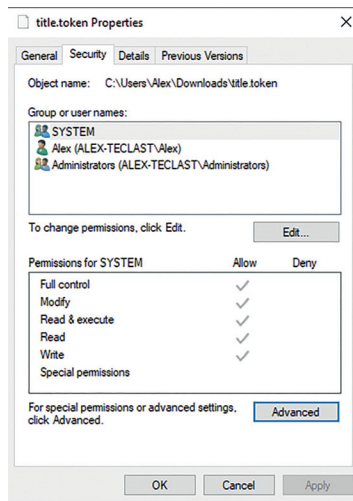 title.token Properties
General Security Details Previous Versions
Object name: C:\Users\Alex\Downloads\title.token
Group or user names:
SYSTEM
Alex (ALEX-TECLAST\Alex)
Administrators (ALEX-TECLAST\Administrators)
To change permissions, click Edit.
Edit...
Permissions for SYSTEM Allow Deny
Full control
Modify
Read & execute
Read
Write
Special permissions
For special permissions or advanced settings,
click Advanced.
Advanced
OK Cancel Apply